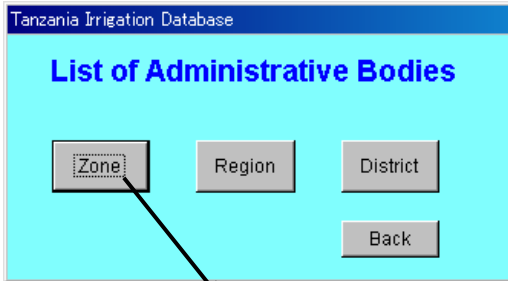 Tanzania Irrigation Database
List of Administrative Bodies
Zone Region District
Back